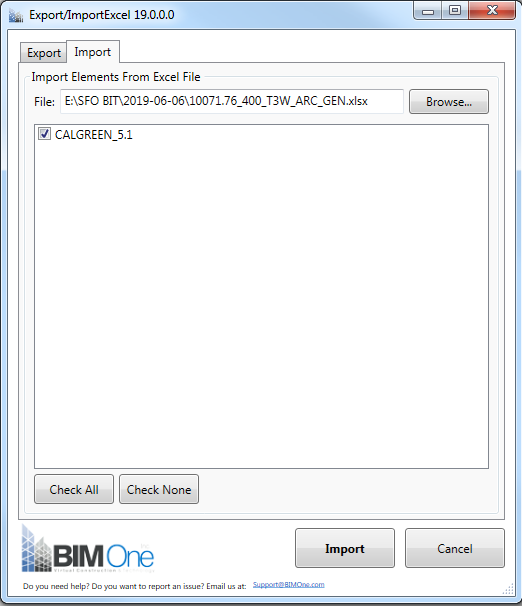 Export/ImportExcel 19.0.0.0
Export Import
Import Elements From Excel File
File: E:\SFO BIT\2019-06-06\10071.76_400_T3W_ARC_GEN.xlsx Browse...
CALGREEN_5.1
Check All Check None
BIMOne
Virtual Construction
Import Cancel
Do you need help? Do you want to report an issue? Email us at: Support@BIMOne.com